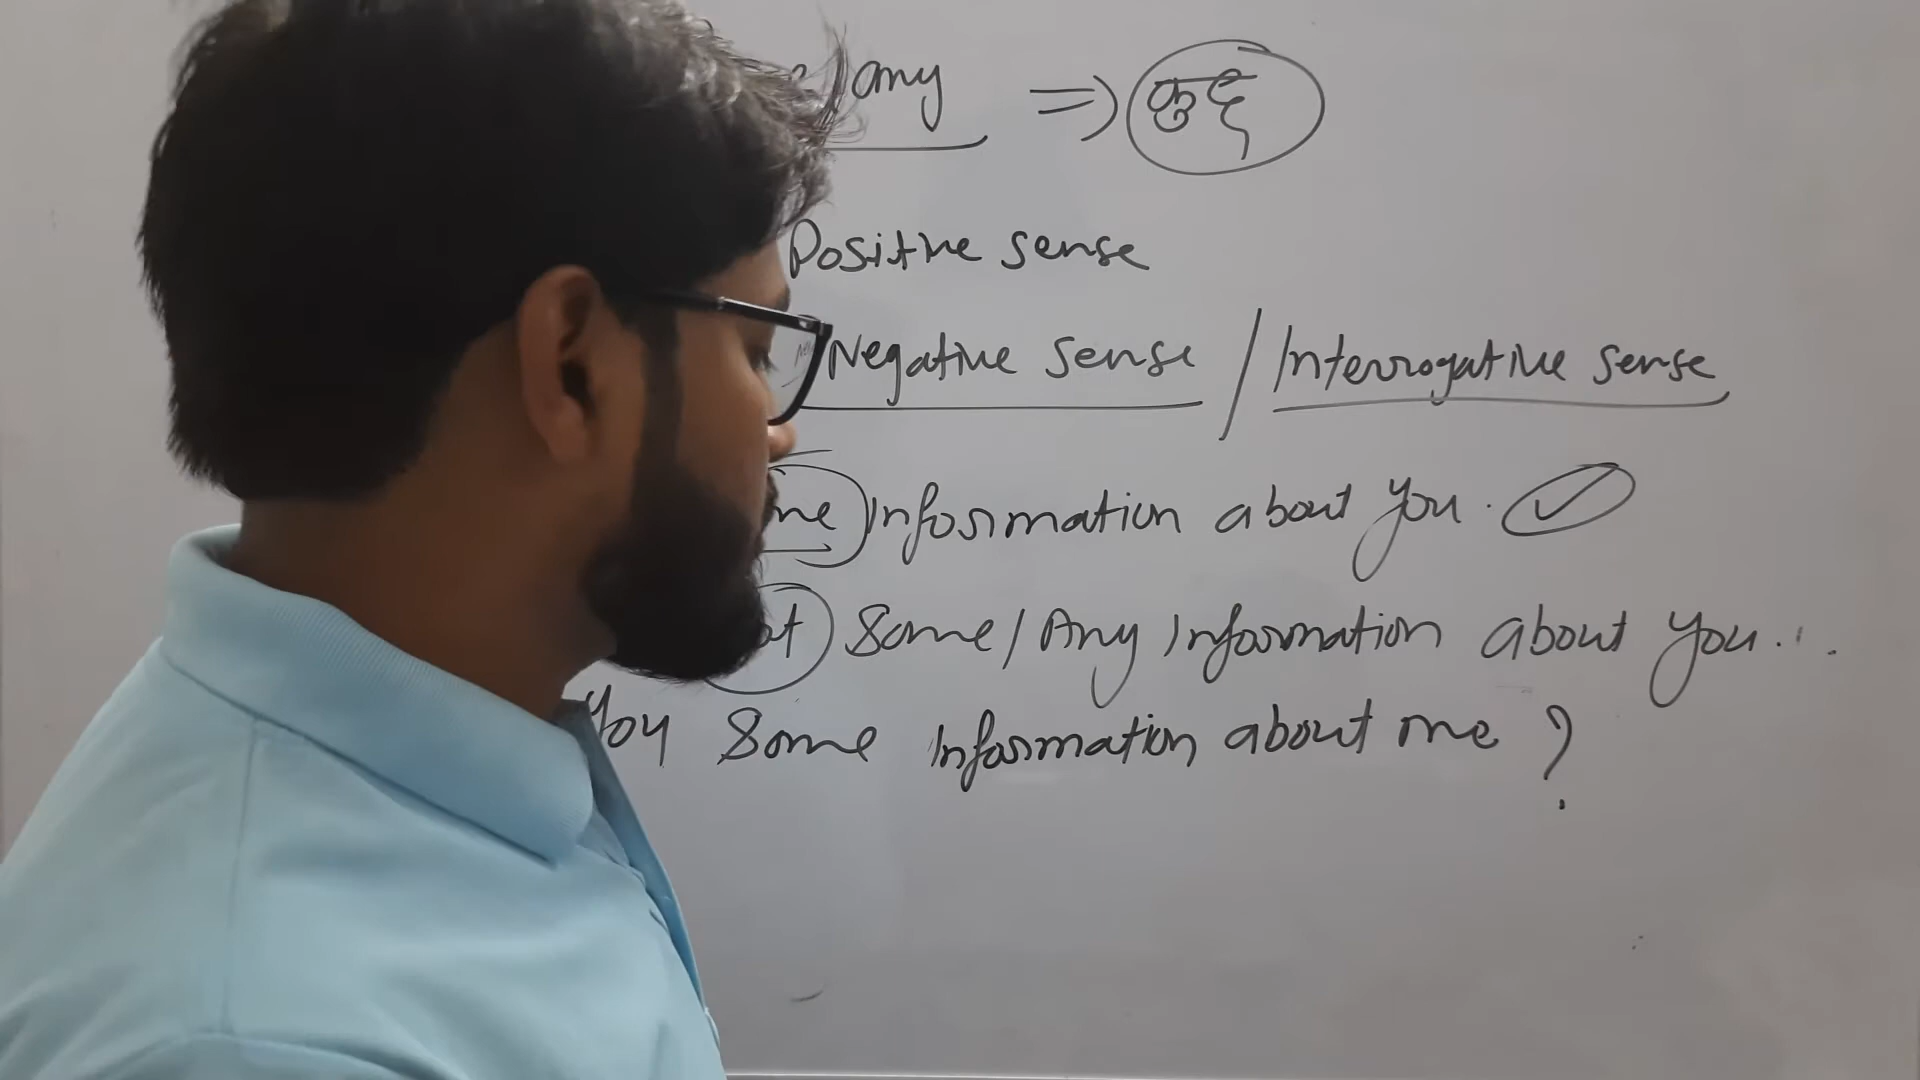 /any => कुछ
Positive sense
Negative sense / Interrogative sense
Information about you.
Some/Any Information about you..
you Some Information about me ?